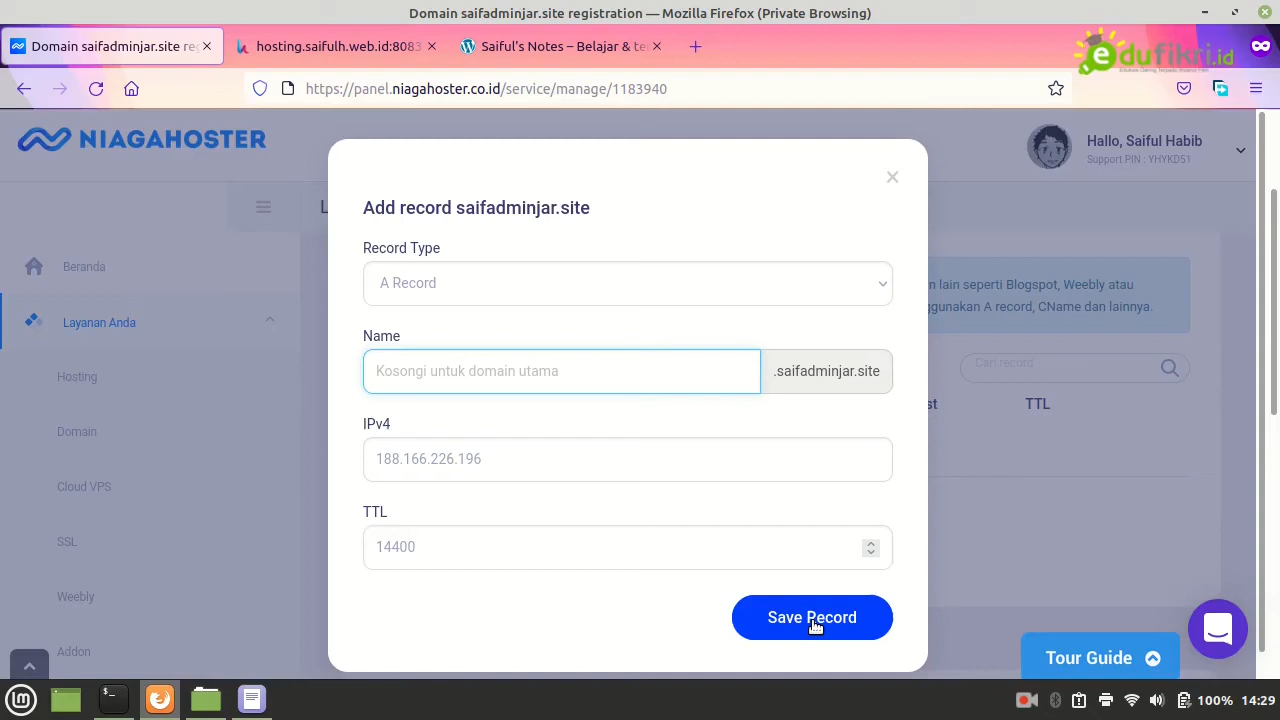 Domain saifadminjar.site registration — Mozilla Firefox (Private Browsing)
Domain saifadminjar.site re
hosting.saifulh.web.id:8083
Saiful's Notes – Belajar & te
edufikri.id
https://panel.niagahoster.co.id/service/manage/1183940
NIAGAHOSTER
Hallo, Saiful Habib
Support PIN : YHYKD51
L
Beranda
Layanan Anda
Hosting
Domain
Cloud VPS
SSL
Weebly
Addon
Add record saifadminjar.site
Record Type
A Record
Name
Kosongi untuk domain utama
.saifadminjar.site
IPv4
188.166.226.196
TTL
14400
Save Record
n lain seperti Blogspot, Weebly atau
gunakan A record, CName dan lainnya.
Cari record
st
TTL
Tour Guide
100%
14:29